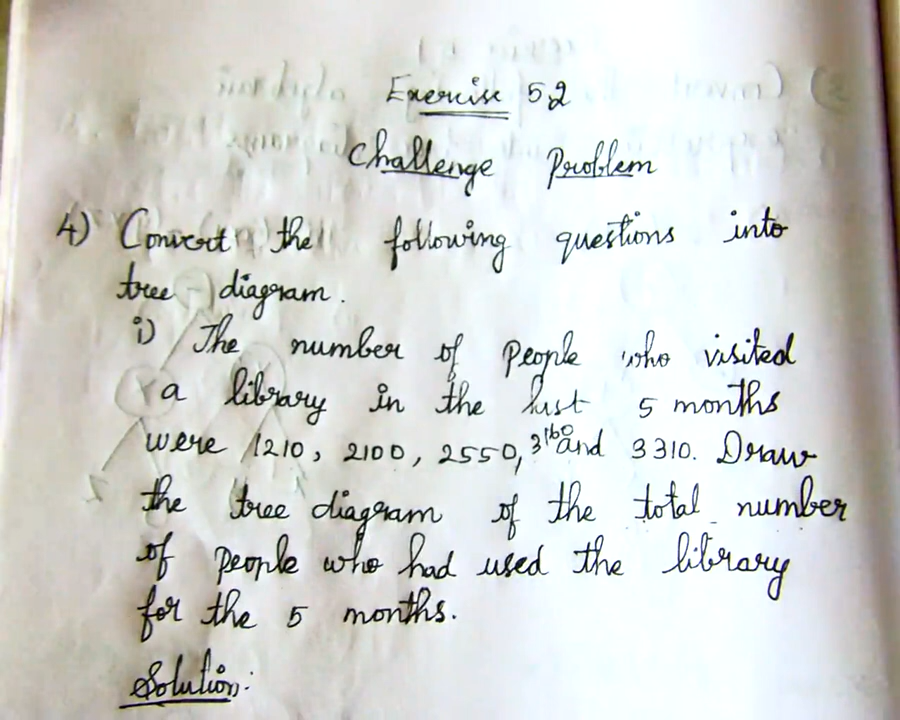 Exercise 5.2
Challenge Problem
4) Convert the following questions into
tree - diagram.
i) The number of People who visited
a library in the last 5 months
were 1210, 2100, 2550, 3160 and 3310. Draw
the tree diagram of the total number
of people who had used the library
for the 5 months.
Solution: